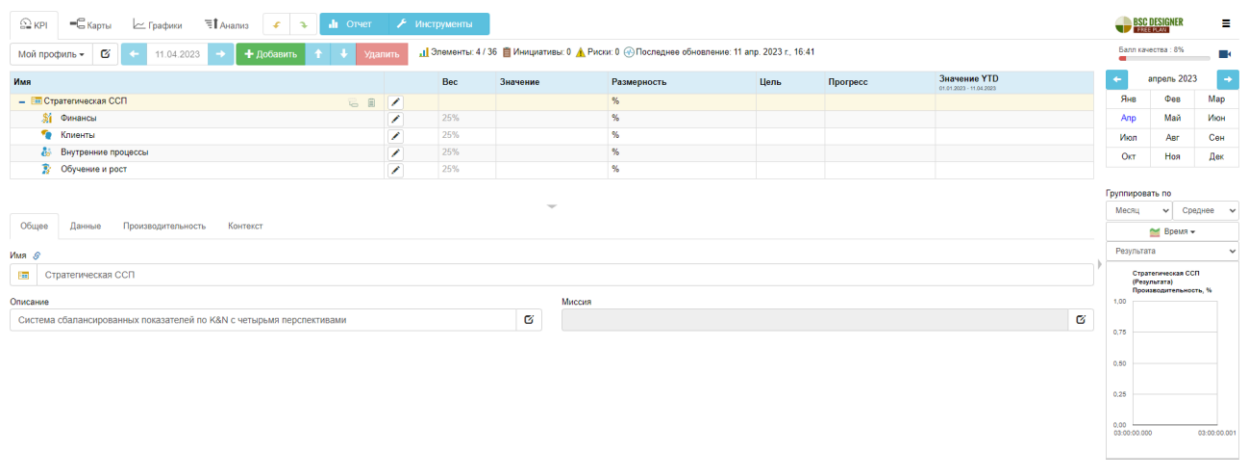 KPI Карты Графики Анализ Отчет Инструменты
BSC DESIGNER
FREE PLAN
Мой профиль 11.04.2023 Добавить Удалить Элементы: 4 / 36 Инициативы: 0 Риски: 0 Последнее обновление: 11 апр. 2023 г., 16:41
Балл качества : 8%
Имя Вес Значение Размерность Цель Прогресс Значение YTD
01.01.2023 - 11.04.2023
Стратегическая ССП %
Финансы 25% %
Клиенты 25% %
Внутренние процессы 25% %
Обучение и рост 25% %
апрель 2023
Янв Фев Мар
Апр Май Июн
Июл Авг Сен
Окт Ноя Дек
Группировать по
Месяц Среднее
Время
Результата
Общее Данные Производительность Контекст
Имя
Стратегическая ССП
Описание Миссия
Система сбалансированных показателей по K&N с четырьмя перспективами
Стратегическая ССП
(Результата)
Производительность, %
1,00
0,75
0,50
0,25
0,00
03:00:00.000 03:00:00.001